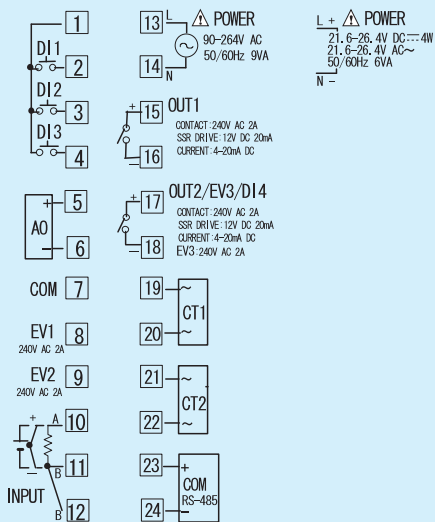 1
DI1
2
DI2
3
DI3
4
+ 5
AO
− 6
COM 7
EV1 8
240V AC 2A
EV2 9
240V AC 2A
+ A 10
− B 11
INPUT
B 12
13 L ⚠ POWER
90-264V AC
50/60Hz 9VA
14 N
+ 15 OUT1
CONTACT:240V AC 2A
SSR DRIVE:12V DC 20mA
− 16 CURRENT:4-20mA DC
+ 17 OUT2/EV3/DI4
CONTACT:240V AC 2A
SSR DRIVE:12V DC 20mA
CURRENT:4-20mA DC
− 18 EV3:240V AC 2A
19 ~
CT1
20 ~
21 ~
CT2
22 ~
23 +
COM
RS-485
24 −
L + ⚠ POWER
21.6-26.4V DC⎓4W
21.6-26.4V AC~
50/60Hz 6VA
N −